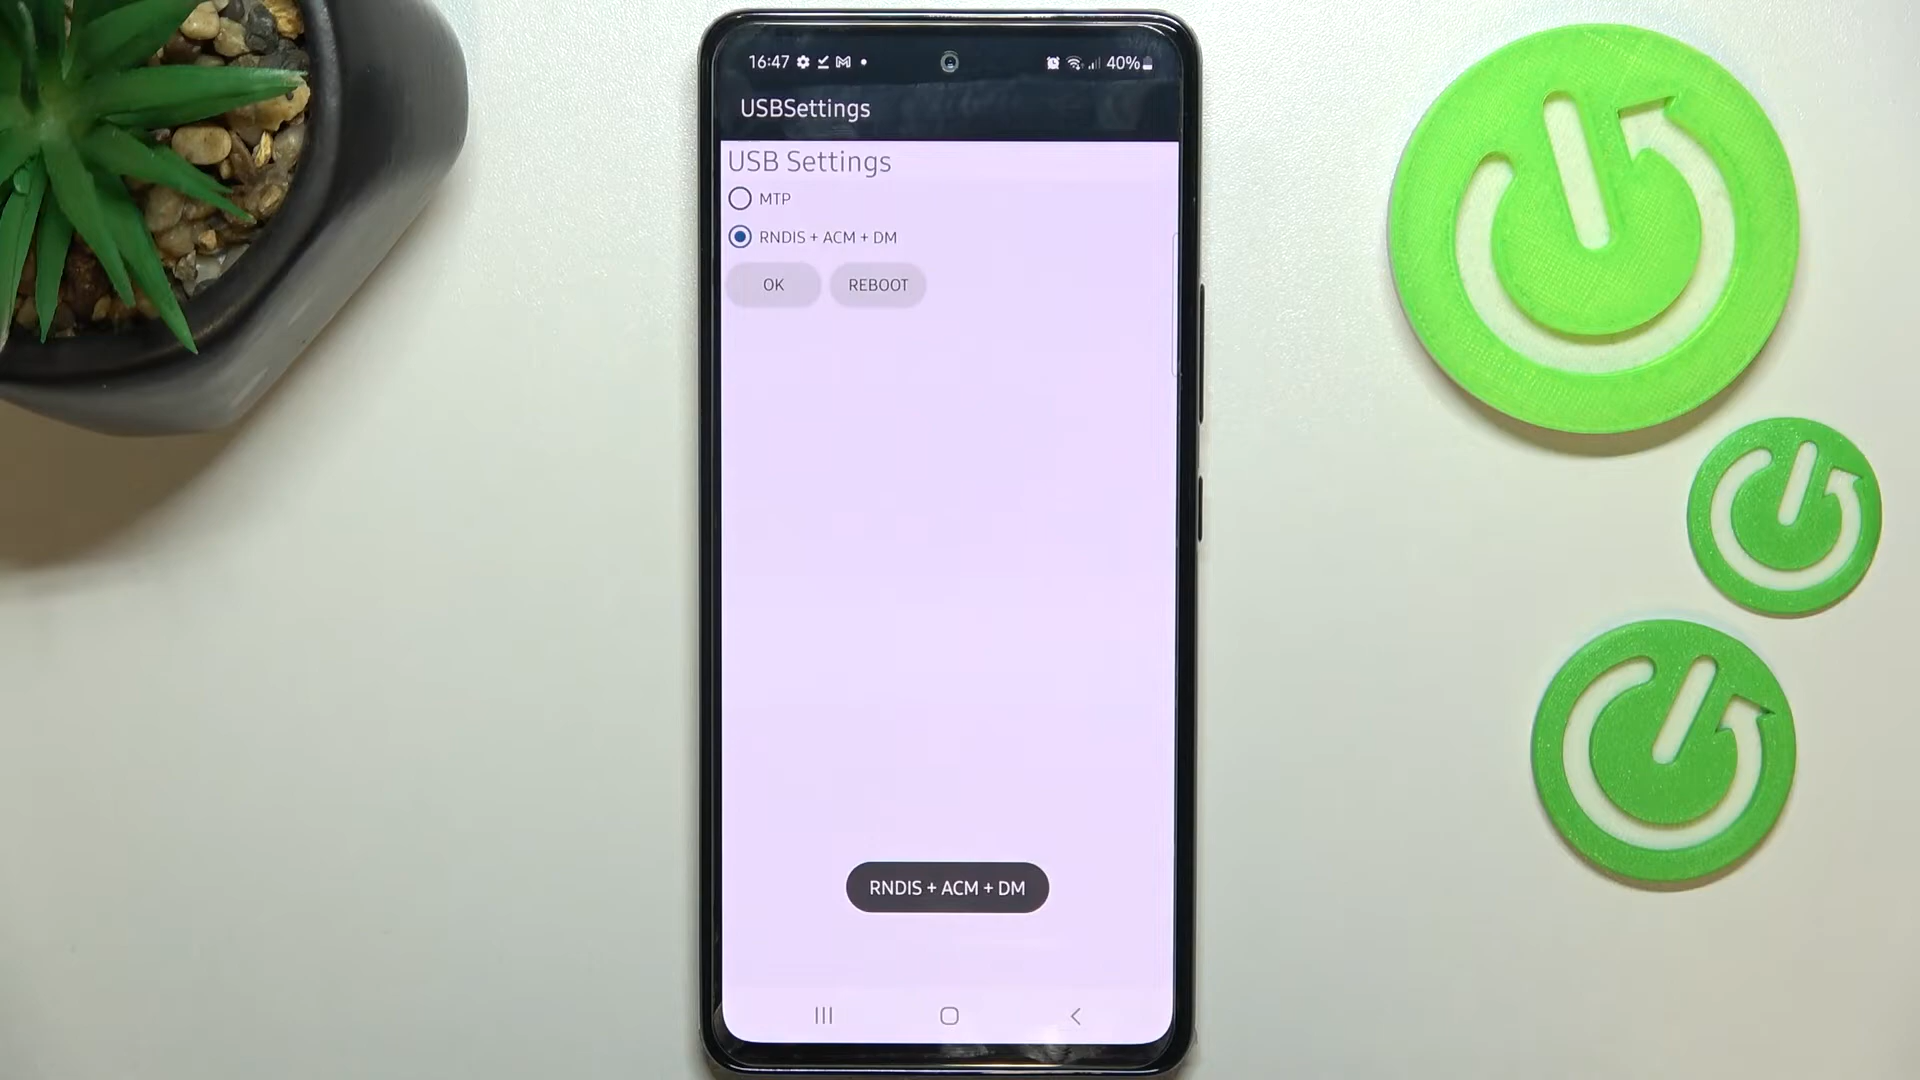 16:47 40%
USBSettings
USB Settings
MTP
RNDIS + ACM + DM
OK REBOOT
RNDIS + ACM + DM